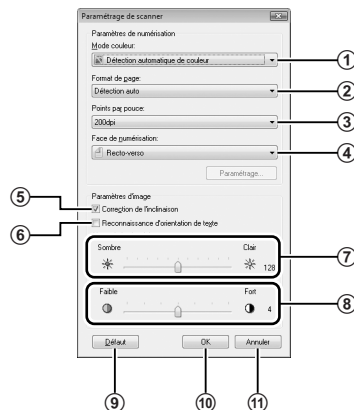 Paramétrage de scanner
Paramètres de numérisation
Mode couleur:
Détection automatique de couleur
1
Format de page:
Détection auto
2
Points par pouce:
200dpi
3
Face de numérisation:
Recto-verso
4
Paramétrage...
Paramètres d'image
5
Correction de l'inclinaison
6
Reconnaissance d'orientation de texte
Sombre Clair
128
7
Faible Fort
4
8
Défaut OK Annuler
9 10 11